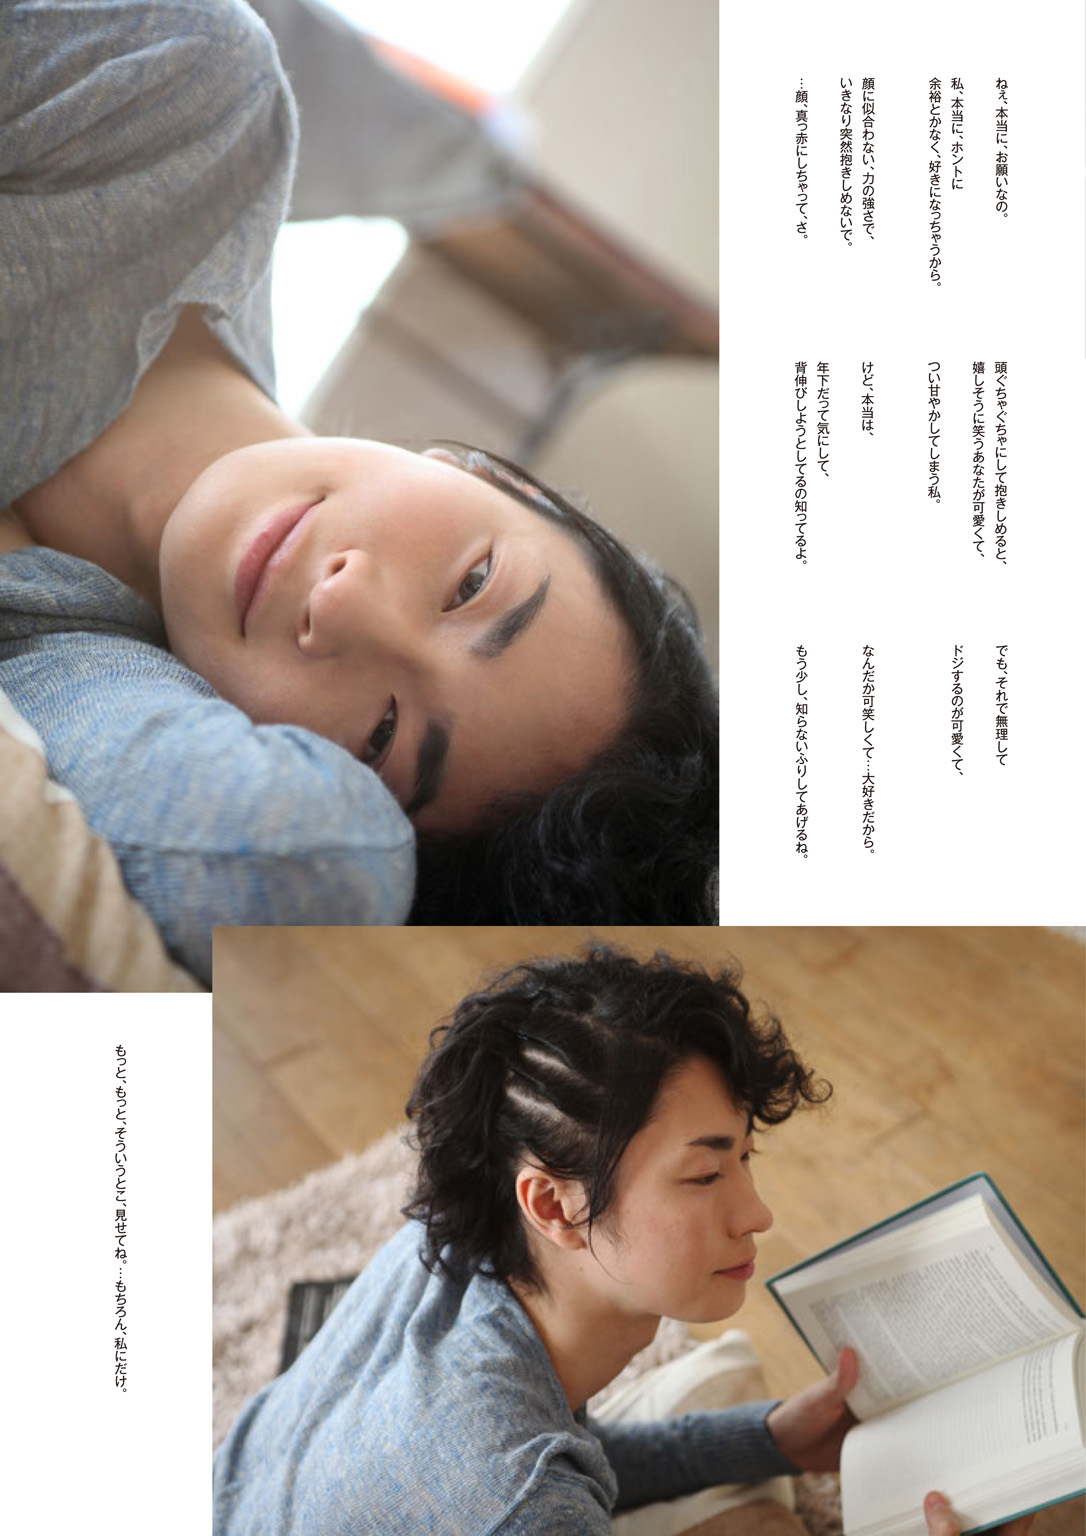 ねぇ、本当に、お願いなの。
私、本当に、ホントに
余裕とかなく、好きになっちゃうから。
顔に似合わない、力の強さで、
いきなり突然抱きしめないで。
…顔、真っ赤にしちゃって、さ。
頭ぐちゃぐちゃにして抱きしめると、
嬉しそうに笑うあなたが可愛くて、
つい甘やかしてしまう私。
けど、本当は、
年下だって気にして、
背伸びしようとしてるの知ってるよ。
でも、それで無理して
ドジするのが可愛くて、
なんだか可笑しくて…大好きだから。
もう少し、知らないふりしてあげるね。
もっと、もっと、そういうとこ、見せてね。…もちろん、私にだけ。